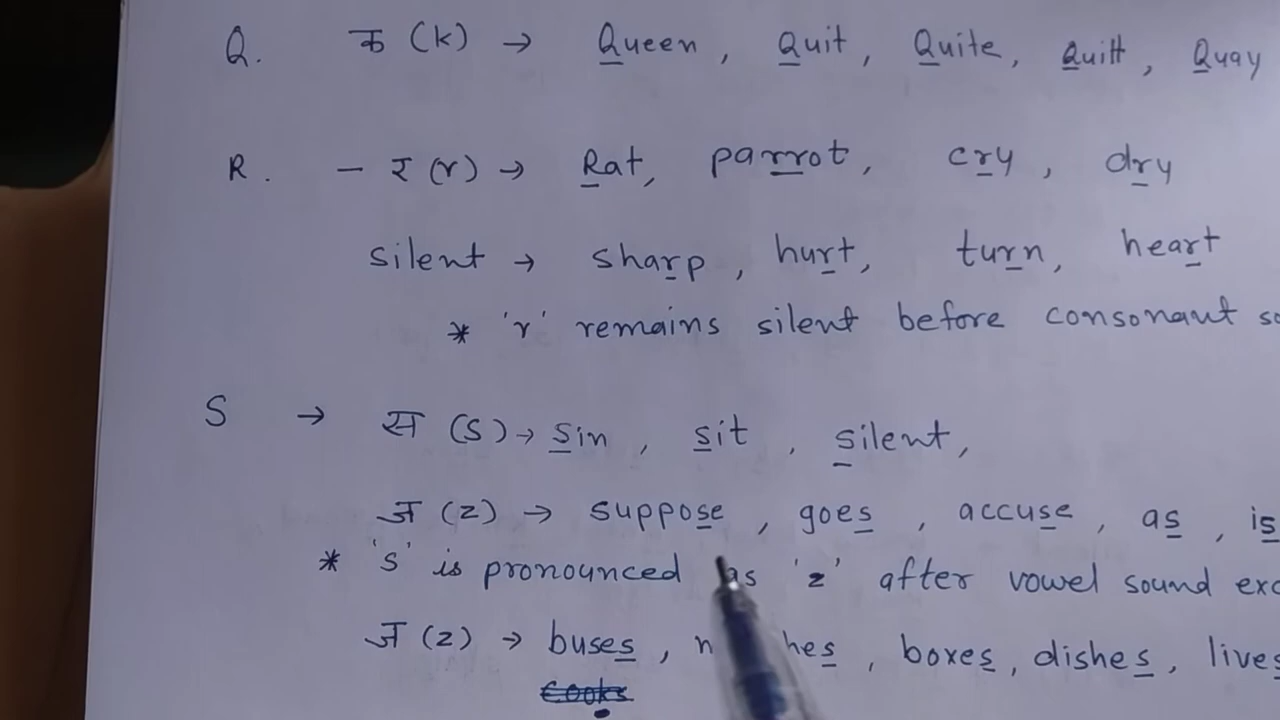 Q. क (k) → Queen, Quit, Quite, Quilt, Quay
R. – र (r) → Rat, parrot, cry, dry
silent → sharp, hurt, turn, heart
* 'r' remains silent before consonant
S → स (s) → sin, sit, silent,
ज़ (z) → suppose, goes, accuse, as, is
* 's' is pronounced as 'z' after vowel sound
ज़ (z) → buses, boxes, dishes, lives